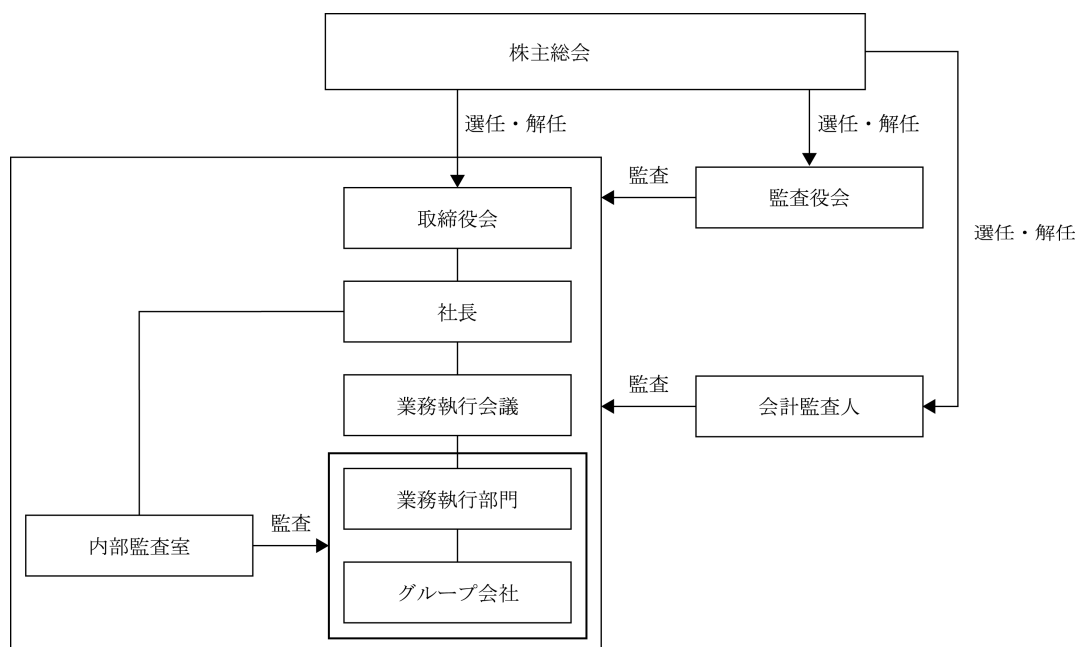 株主総会
選任・解任
選任・解任
監査
監査役会
取締役会
選任・解任
社長
監査
業務執行会議
会計監査人
業務執行部門
監査
内部監査室
グループ会社